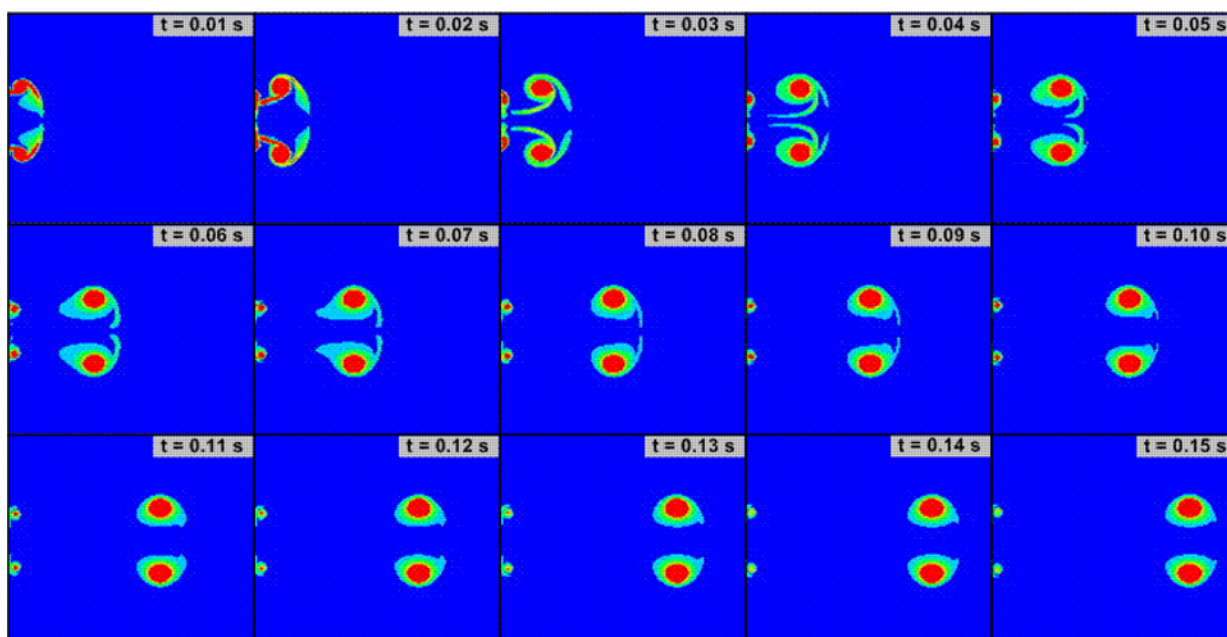 t = 0.01 s
t = 0.02 s
t = 0.03 s
t = 0.04 s
t = 0.05 s
t = 0.06 s
t = 0.07 s
t = 0.08 s
t = 0.09 s
t = 0.10 s
t = 0.11 s
t = 0.12 s
t = 0.13 s
t = 0.14 s
t = 0.15 s